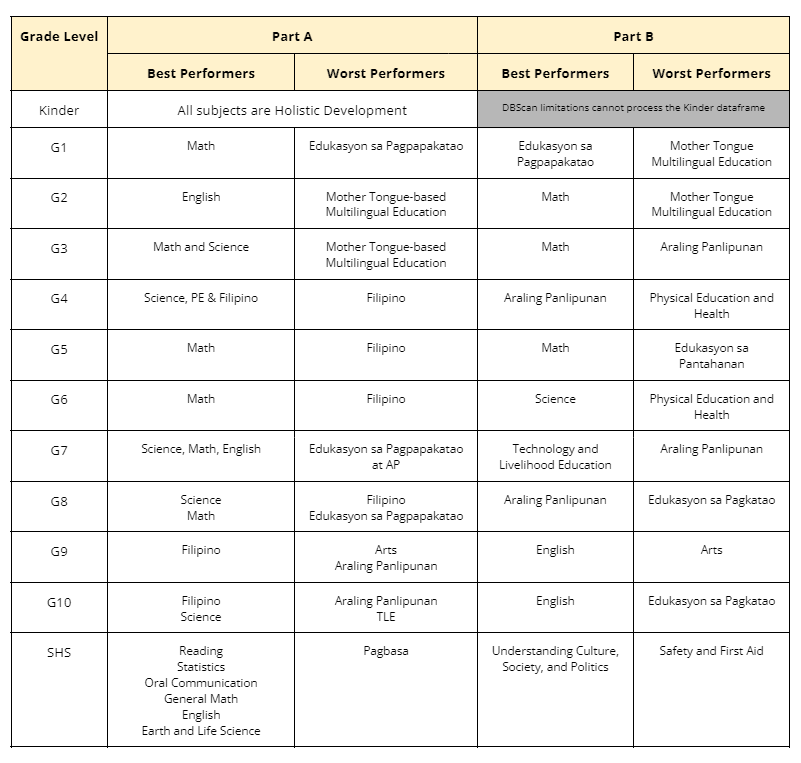 Grade Level
Part A
Part B
Best Performers
Worst Performers
Best Performers
Worst Performers
Kinder
All subjects are Holistic Development
DBScan limitations cannot process the Kinder dataframe
G1
Math
Edukasyon sa Pagpapakatao
Edukasyon sa
Pagpapakatao
Mother Tongue
Multilingual Education
G2
English
Mother Tongue-based
Multilingual Education
Math
Mother Tongue
Multilingual Education
G3
Math and Science
Mother Tongue-based
Multilingual Education
Math
Araling Panlipunan
G4
Science, PE & Filipino
Filipino
Araling Panlipunan
Physical Education and
Health
G5
Math
Filipino
Math
Edukasyon sa
Pantahanan
G6
Math
Filipino
Science
Physical Education and
Health
G7
Science, Math, English
Edukasyon sa Pagpapakatao
at AP
Technology and
Livelihood Education
Araling Panlipunan
G8
Science
Math
Filipino
Edukasyon sa Pagpapakatao
Araling Panlipunan
Edukasyon sa Pagkatao
G9
Filipino
Arts
Araling Panlipunan
English
Arts
G10
Filipino
Science
Araling Panlipunan
TLE
English
Edukasyon sa Pagkatao
SHS
Reading
Statistics
Oral Communication
General Math
English
Earth and Life Science
Pagbasa
Understanding Culture,
Society, and Politics
Safety and First Aid